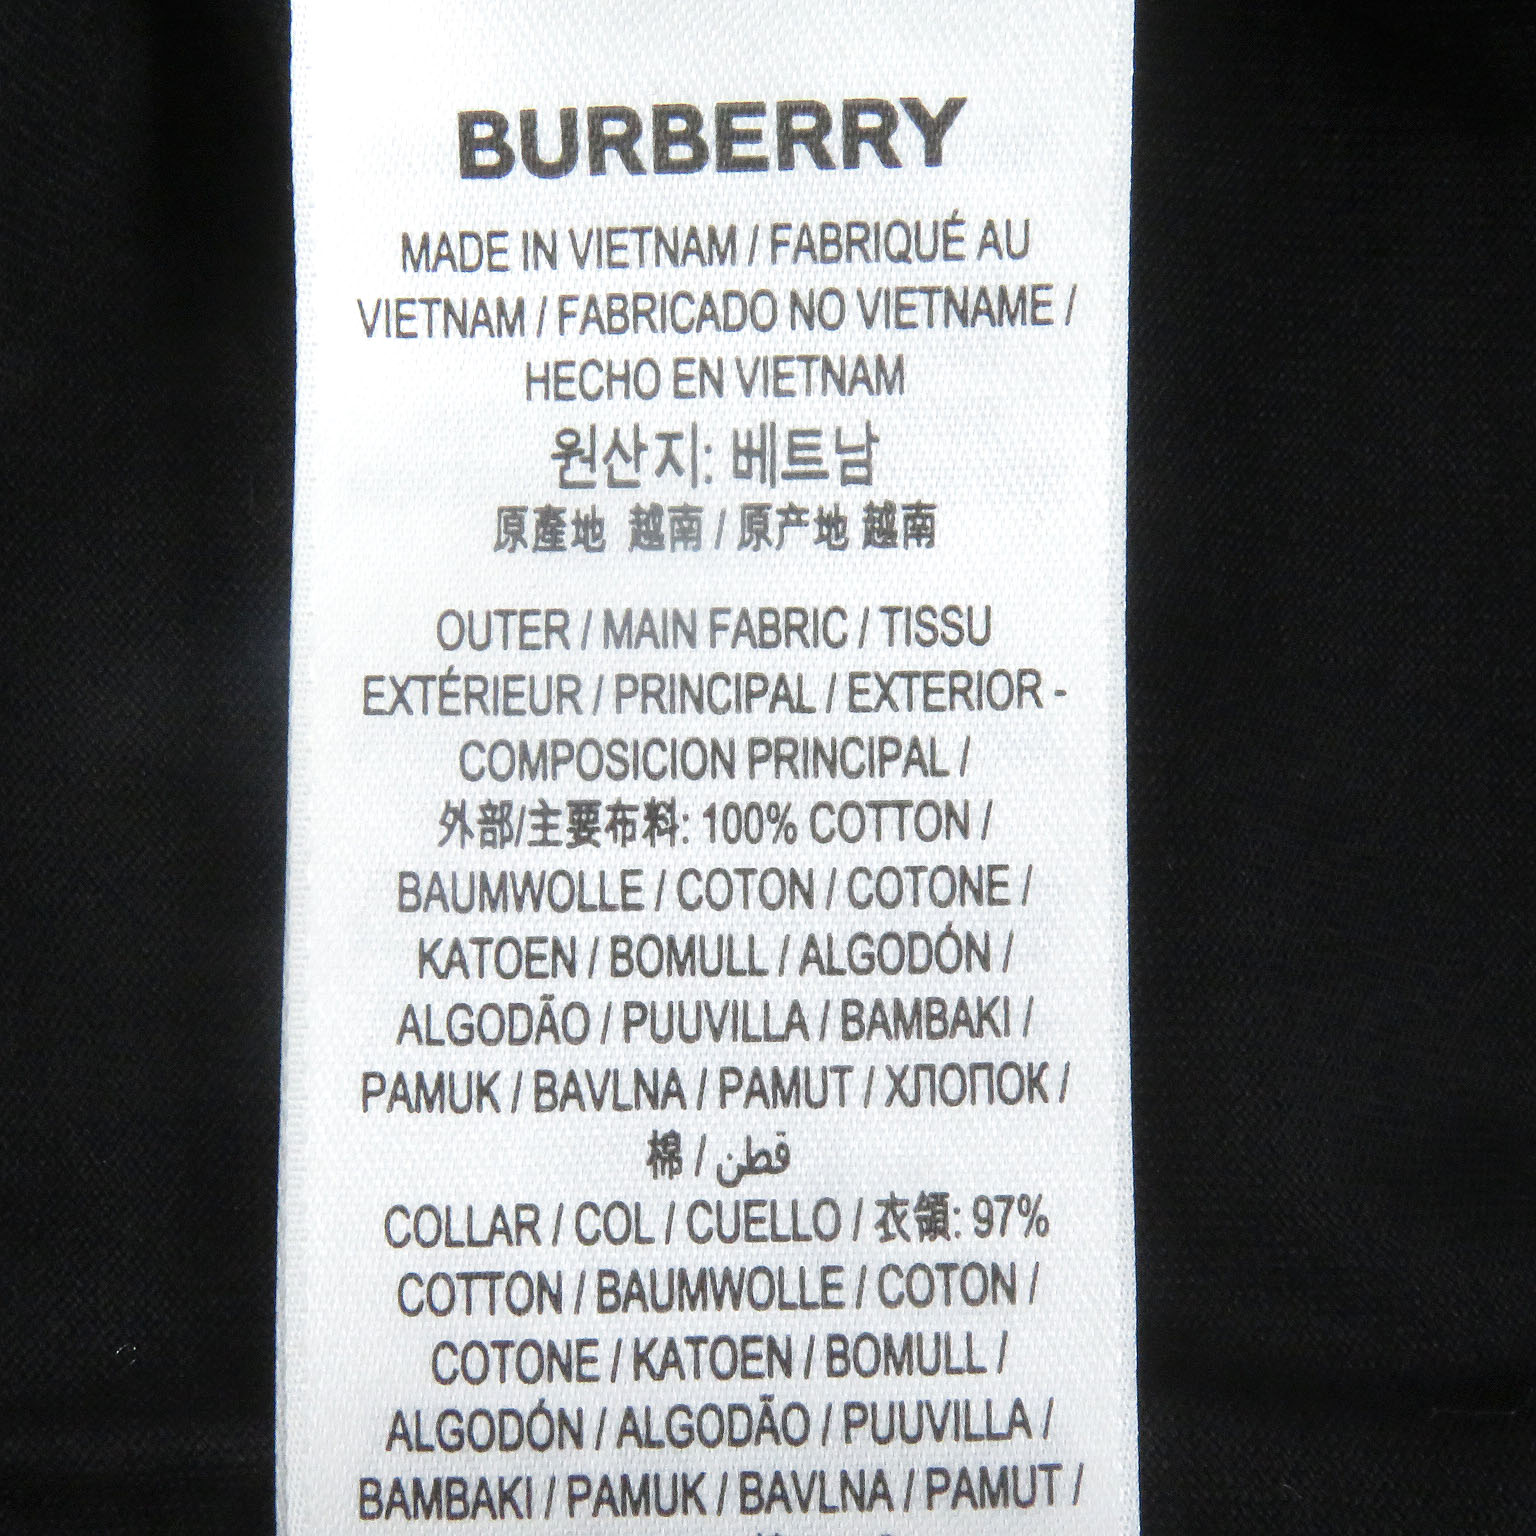 BURBERRY
MADE IN VIETNAM / FABRIQUÉ AU
VIETNAM / FABRICADO NO VIETNAME /
HECHO EN VIETNAM
원산지: 베트남
原產地 越南 / 原产地 越南
OUTER / MAIN FABRIC / TISSU
EXTÉRIEUR / PRINCIPAL / EXTERIOR -
COMPOSICION PRINCIPAL /
外部/主要布料: 100% COTTON /
BAUMWOLLE / COTON / COTONE /
KATOEN / BOMULL / ALGODÓN /
ALGODÃO / PUUVILLA / BAMBAKI /
PAMUK / BAVLNA / PAMUT / ХЛОПОК /
棉 / قطن
COLLAR / COL / CUELLO / 衣領: 97%
COTTON / BAUMWOLLE / COTON /
COTONE / KATOEN / BOMULL /
ALGODÓN / ALGODÃO / PUUVILLA /
BAMBAKI / PAMUK / BAVLNA / PAMUT /